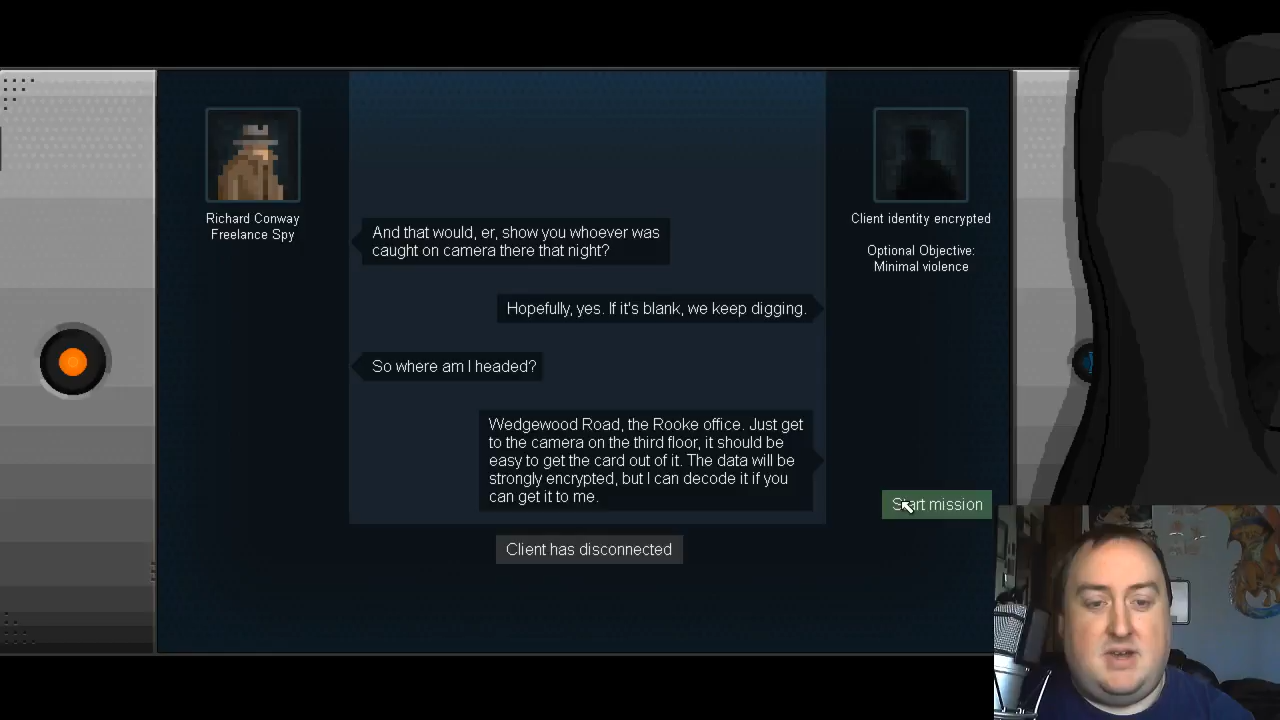 Richard Conway
Freelance Spy
Client identity encrypted
Optional Objective:
Minimal violence
And that would, er, show you whoever was
caught on camera there that night?
Hopefully, yes. If it's blank, we keep digging.
So where am I headed?
Wedgewood Road, the Rooke office. Just get
to the camera on the third floor, it should be
easy to get the card out of it. The data will be
strongly encrypted, but I can decode it if you
can get it to me.
Start mission
Client has disconnected